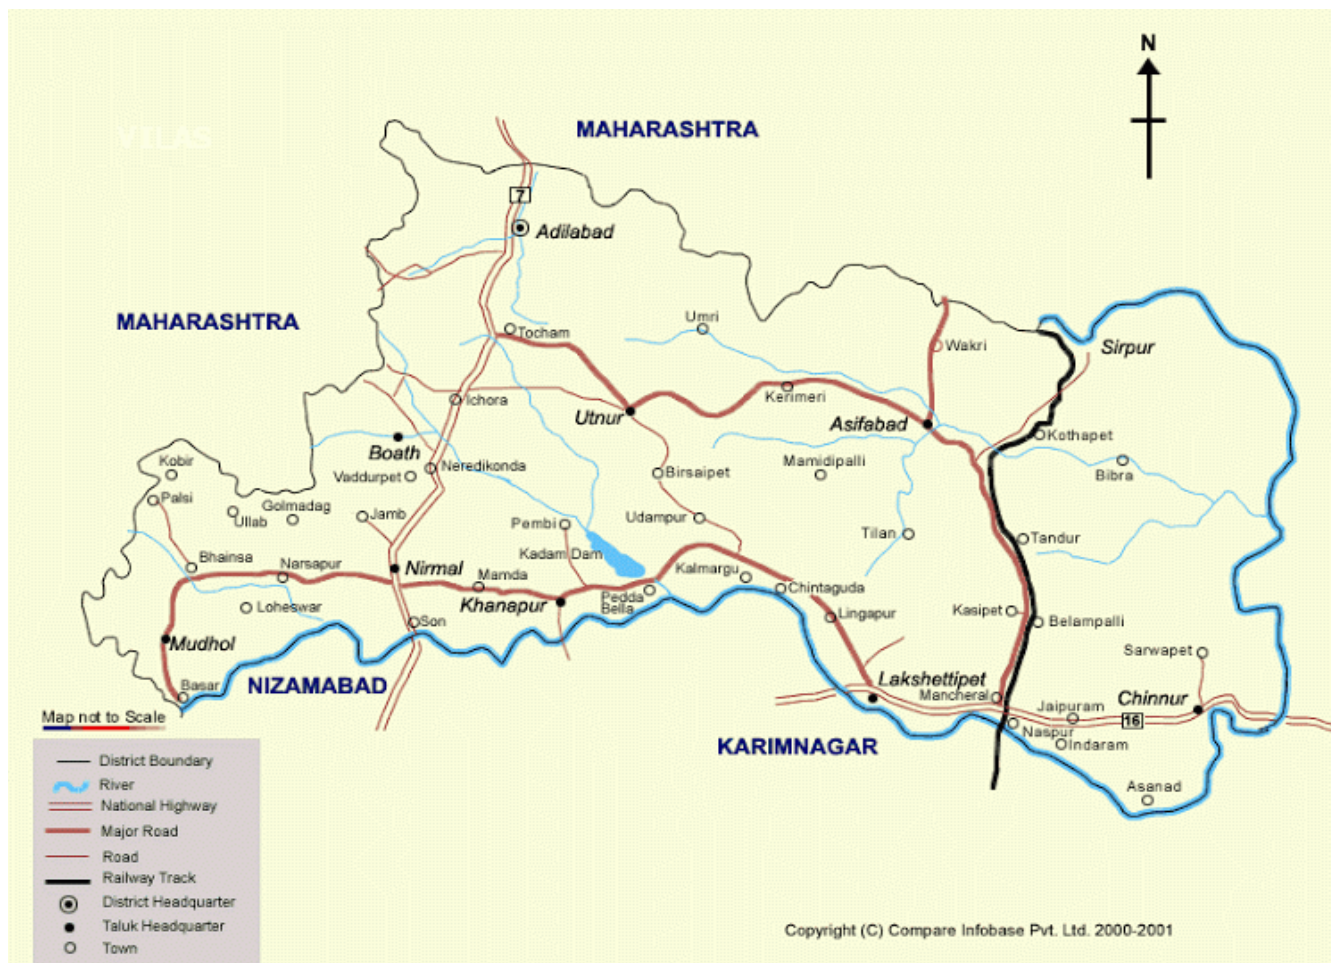 N
MAHARASHTRA
7
Adilabad
MAHARASHTRA
Tocham
Umri
Wakri
Sirpur
Ichora
Utnur
Kerimeri
Asifabad
Boath
Kothapet
Kobir
Vaddurpet
Neredikonda
Birsaipet
Mamidipalli
Bibra
Palsi
Ullab
Golmadag
Jamb
Pembi
Udampur
Tilan
Tandur
Bhainsa
Narsapur
Nirmal
Kadam Dam
Mamda
Kalmargu
Chintaguda
Loheswar
Khanapur
Pedda
Bella
Lingapur
Kasipet
Belampalli
Son
Mudhol
Sarwapet
Basar
NIZAMABAD
Lakshettipet
Mancheral
Chinnur
Jaipuram
16
Naspur
Indaram
KARIMNAGAR
Asanad
Map not to Scale
District Boundary
River
National Highway
Major Road
Road
Railway Track
District Headquarter
Taluk Headquarter
Town
Copyright (C) Compare Infobase Pvt. Ltd. 2000-2001